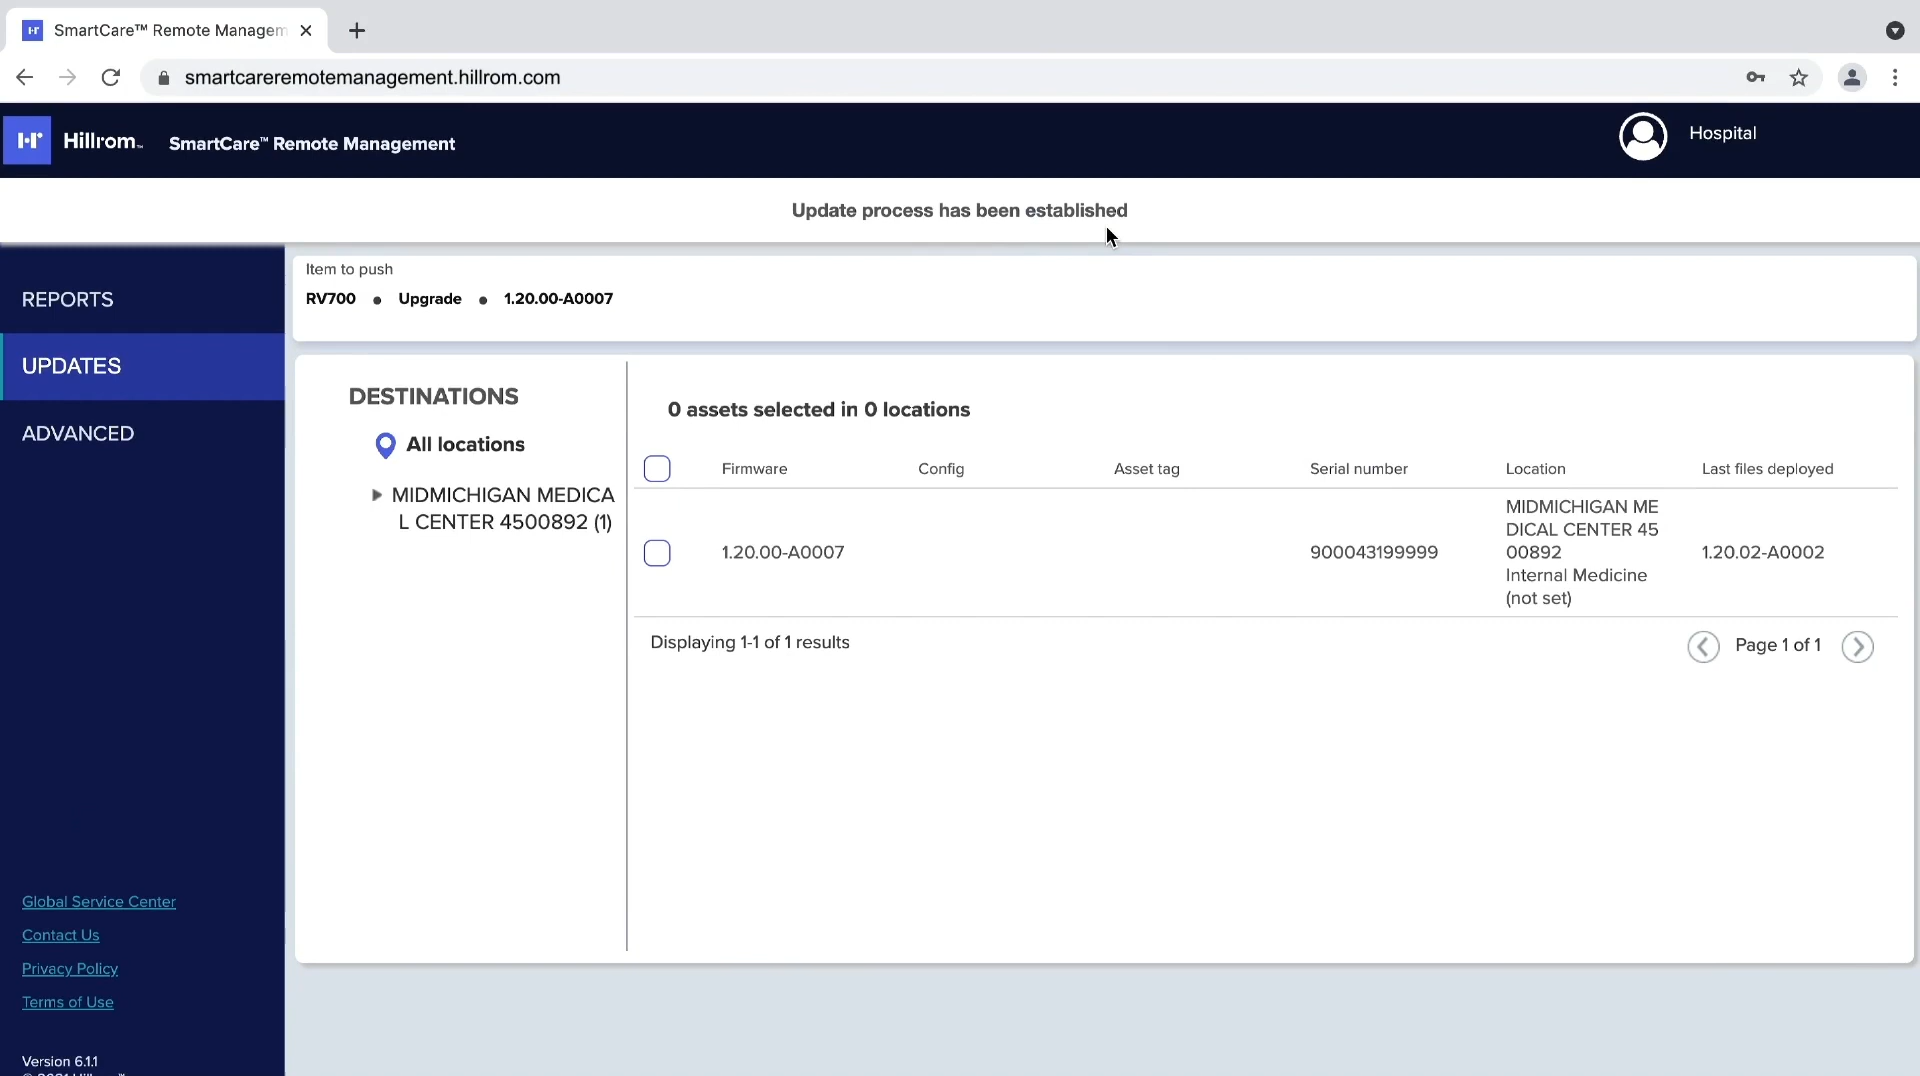 SmartCare™ Remote Managem
smartcareremotemanagement.hillrom.com
Hillrom™ SmartCare™ Remote Management
Hospital
Update process has been established
REPORTS
UPDATES
ADVANCED
Item to push
RV700 • Upgrade • 1.20.00-A0007
DESTINATIONS
All locations
MIDMICHIGAN MEDICA
L CENTER 4500892 (1)
0 assets selected in 0 locations
Firmware Config Asset tag Serial number Location Last files deployed
MIDMICHIGAN ME
DICAL CENTER 45
1.20.00-A0007 900043199999 00892 1.20.02-A0002
Internal Medicine
(not set)
Displaying 1-1 of 1 results
Page 1 of 1
Global Service Center
Contact Us
Privacy Policy
Terms of Use
Version 6.1.1